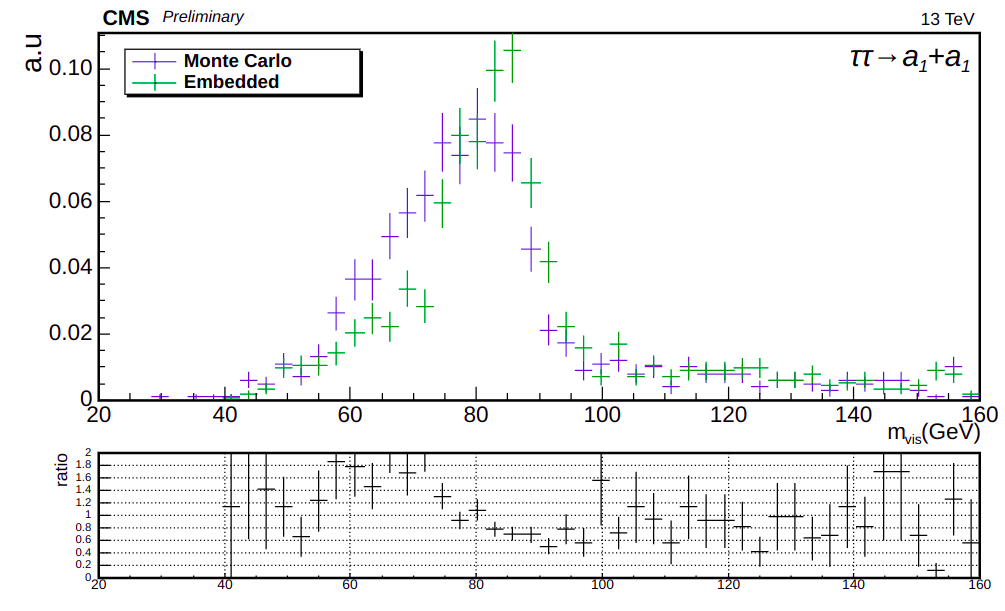 CMS Preliminary 13 TeV
a.u
Monte Carlo
Embedded
ττ→a₁+a₁
0.10
0.08
0.06
0.04
0.02
0
20 40 60 80 100 120 140 160
m_vis(GeV)
ratio
2
1.8
1.6
1.4
1.2
1
0.8
0.6
0.4
0.2
0
20 40 60 80 100 120 140 160